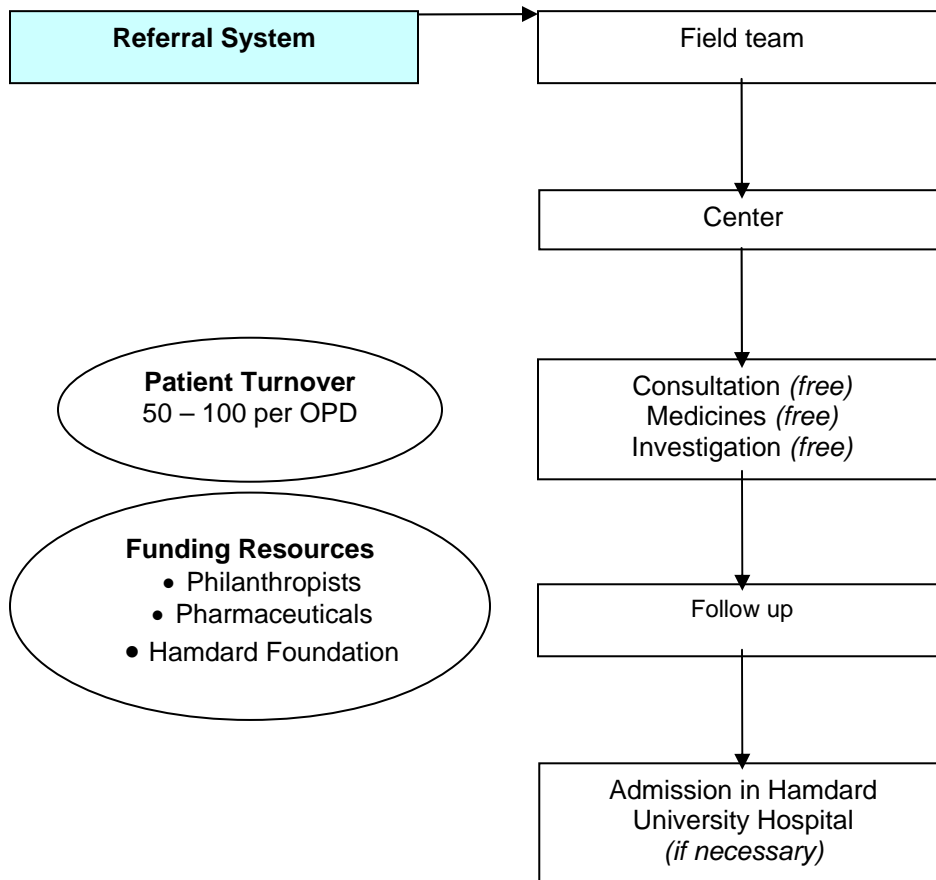 Referral System
Field team
Center
Consultation (free)
Medicines (free)
Investigation (free)
Patient Turnover
50 – 100 per OPD
Funding Resources
• Philanthropists
• Pharmaceuticals
• Hamdard Foundation
Follow up
Admission in Hamdard
University Hospital
(if necessary)